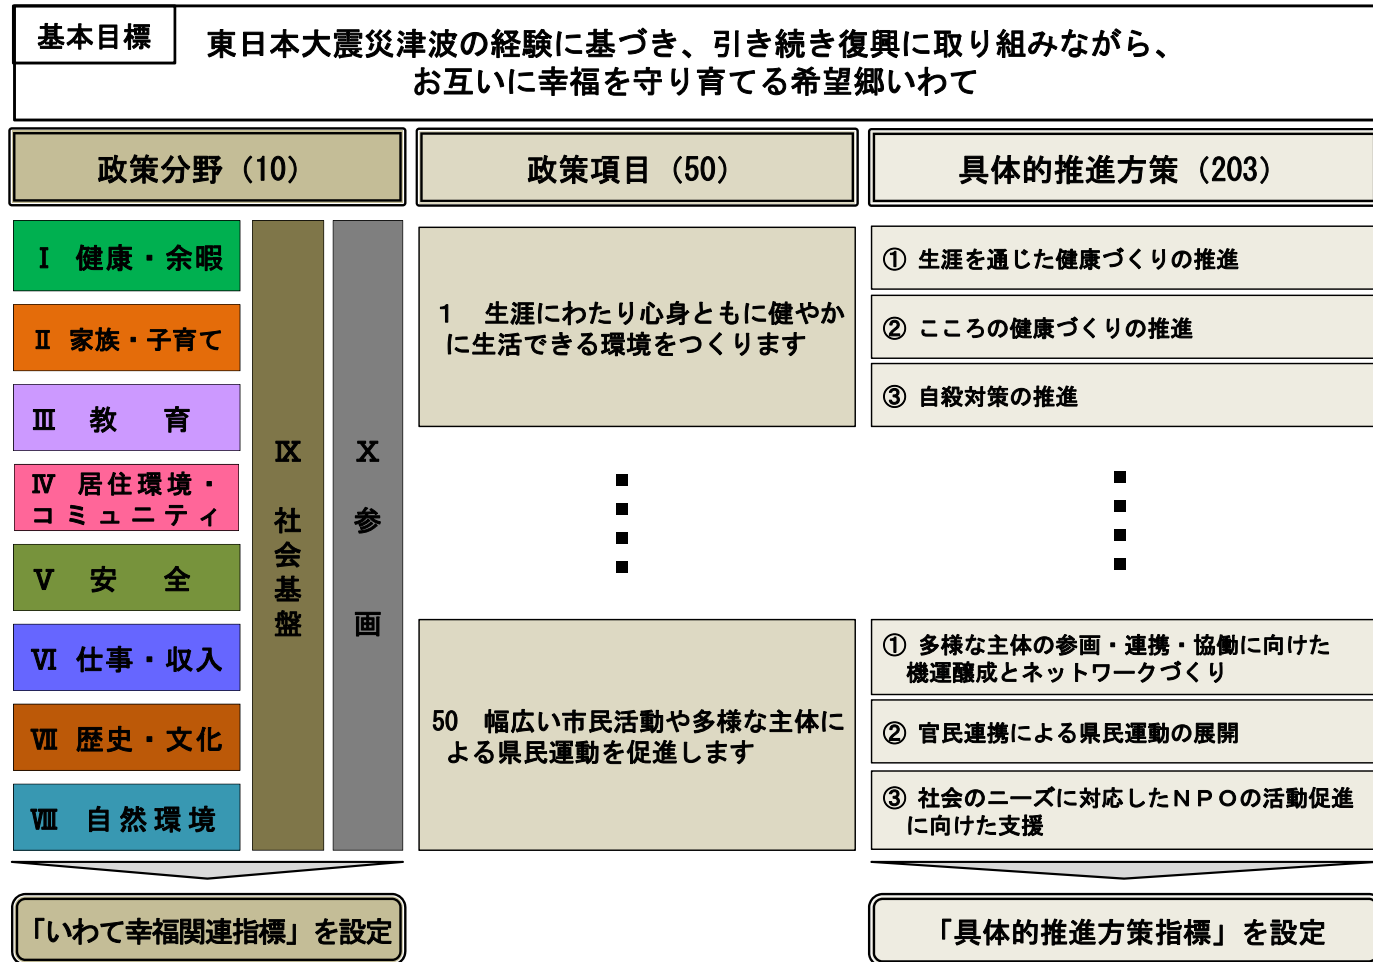 基本目標
東日本大震災津波の経験に基づき、引き続き復興に取り組みながら、
お互いに幸福を守り育てる希望郷いわて
政策分野（10）
政策項目（50）
具体的推進方策（203）
Ⅰ 健康・余暇
Ⅱ 家族・子育て
Ⅲ 教 育
Ⅳ 居住環境・
コミュニティ
Ⅴ 安 全
Ⅵ 仕事・収入
Ⅶ 歴史・文化
Ⅷ 自然環境
Ⅸ 社会基盤
Ⅹ 参 画
1 生涯にわたり心身ともに健やか
に生活できる環境をつくります
① 生涯を通じた健康づくりの推進
② こころの健康づくりの推進
③ 自殺対策の推進
50 幅広い市民活動や多様な主体に
よる県民運動を促進します
① 多様な主体の参画・連携・協働に向けた
機運醸成とネットワークづくり
② 官民連携による県民運動の展開
③ 社会のニーズに対応したＮＰＯの活動促進
に向けた支援
「いわて幸福関連指標」を設定
「具体的推進方策指標」を設定